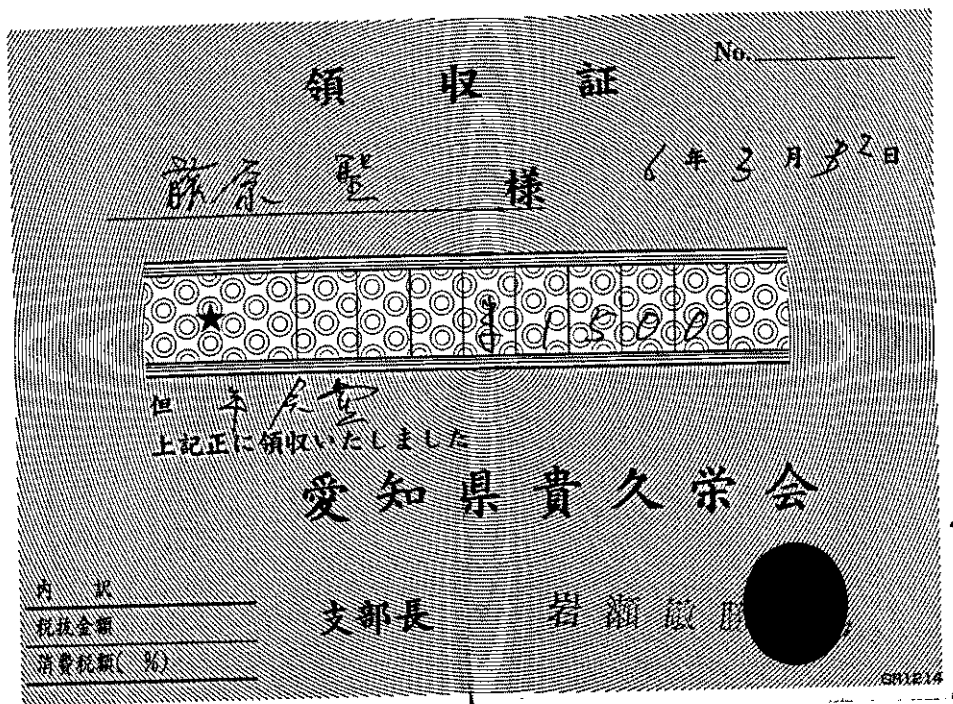 No.
領収証
藤原 聖 様
6年3月 2日
★ ¥1500
但 年会費
上記正に領収いたしました
愛知県貴久栄会
内 訳
税抜金額
消費税額( %)
支部長 岩瀬敏
GM1214